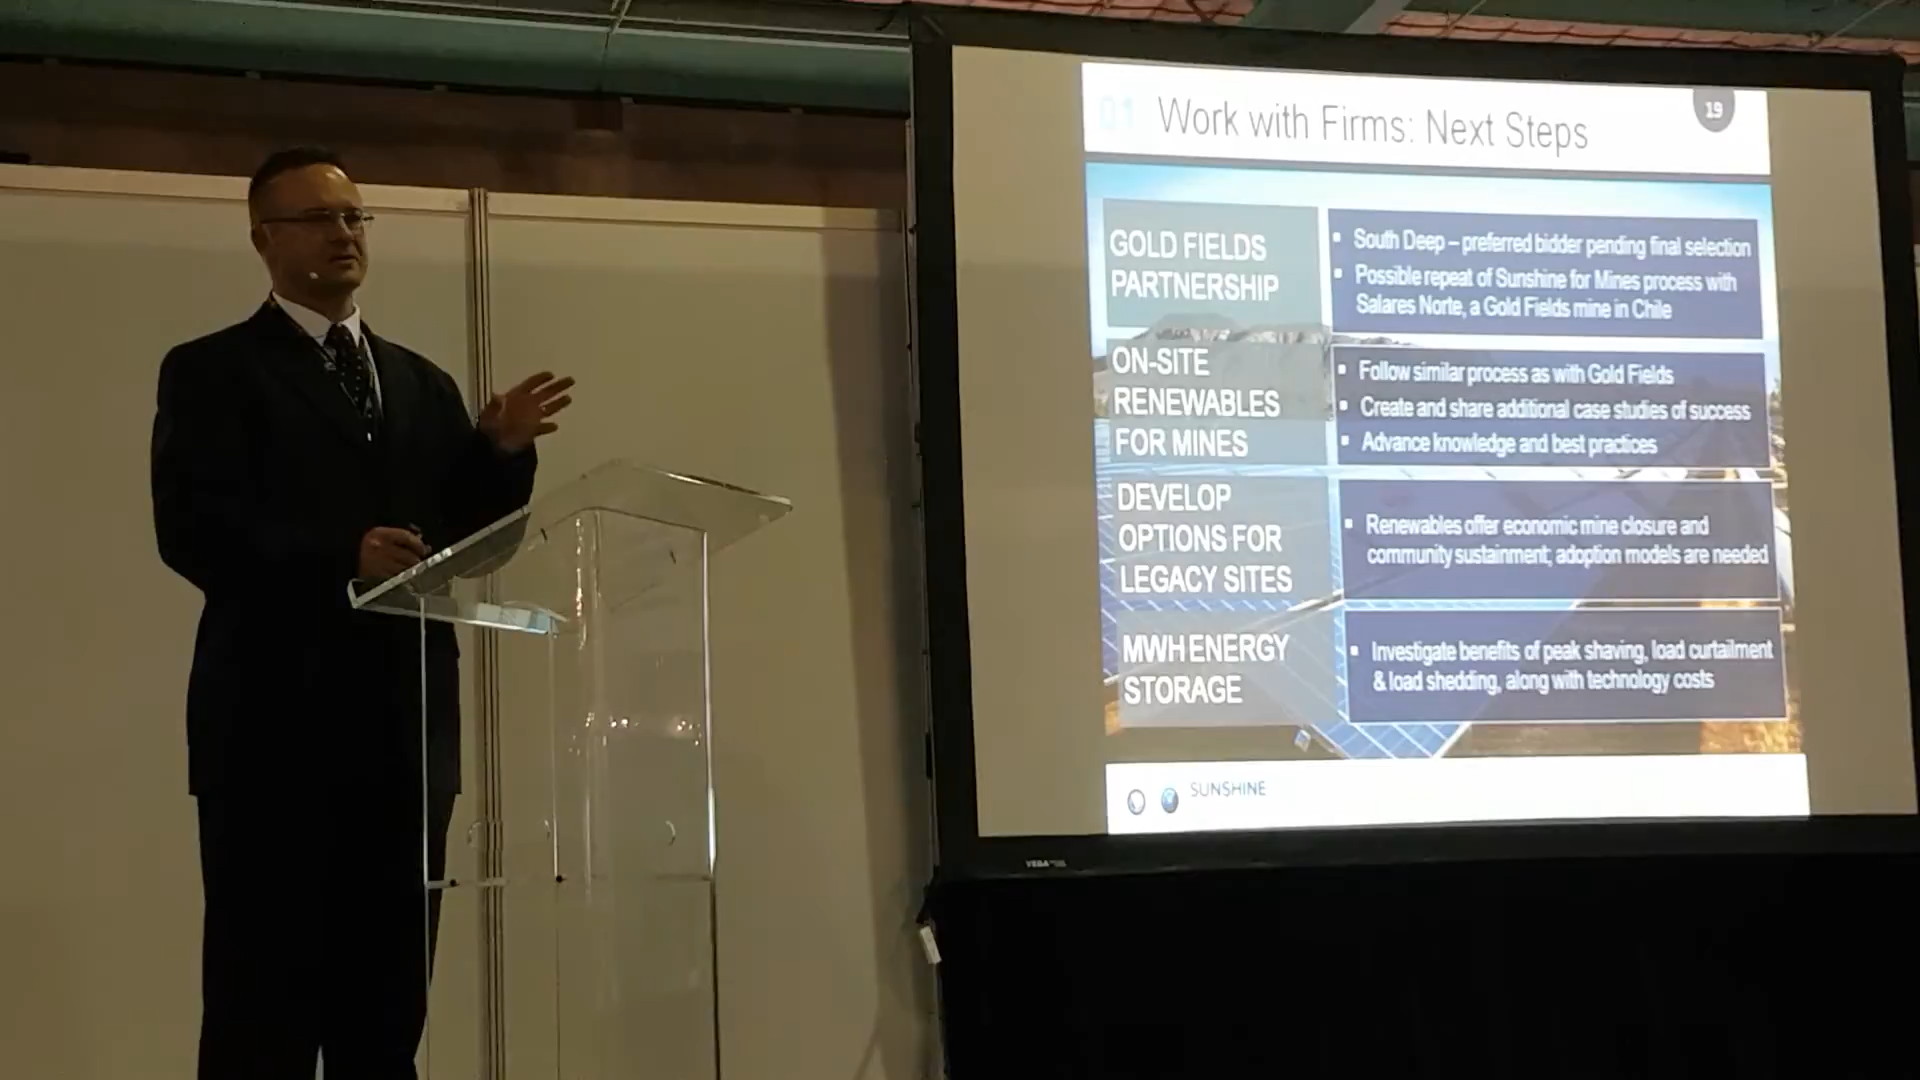 01 Work with Firms: Next Steps
19
GOLD FIELDS
PARTNERSHIP
▪ South Deep – preferred bidder pending final selection
▪ Possible repeat of Sunshine for Mines process with
Salares Norte, a Gold Fields mine in Chile
ON-SITE
RENEWABLES
FOR MINES
▪ Follow similar process as with Gold Fields
▪ Create and share additional case studies of success
▪ Advance knowledge and best practices
DEVELOP
OPTIONS FOR
LEGACY SITES
▪ Renewables offer economic mine closure and
community sustainment; adoption models are needed
MWH ENERGY
STORAGE
▪ Investigate benefits of peak shaving, load curtailment
& load shedding, along with technology costs
SUNSHINE
VEGA